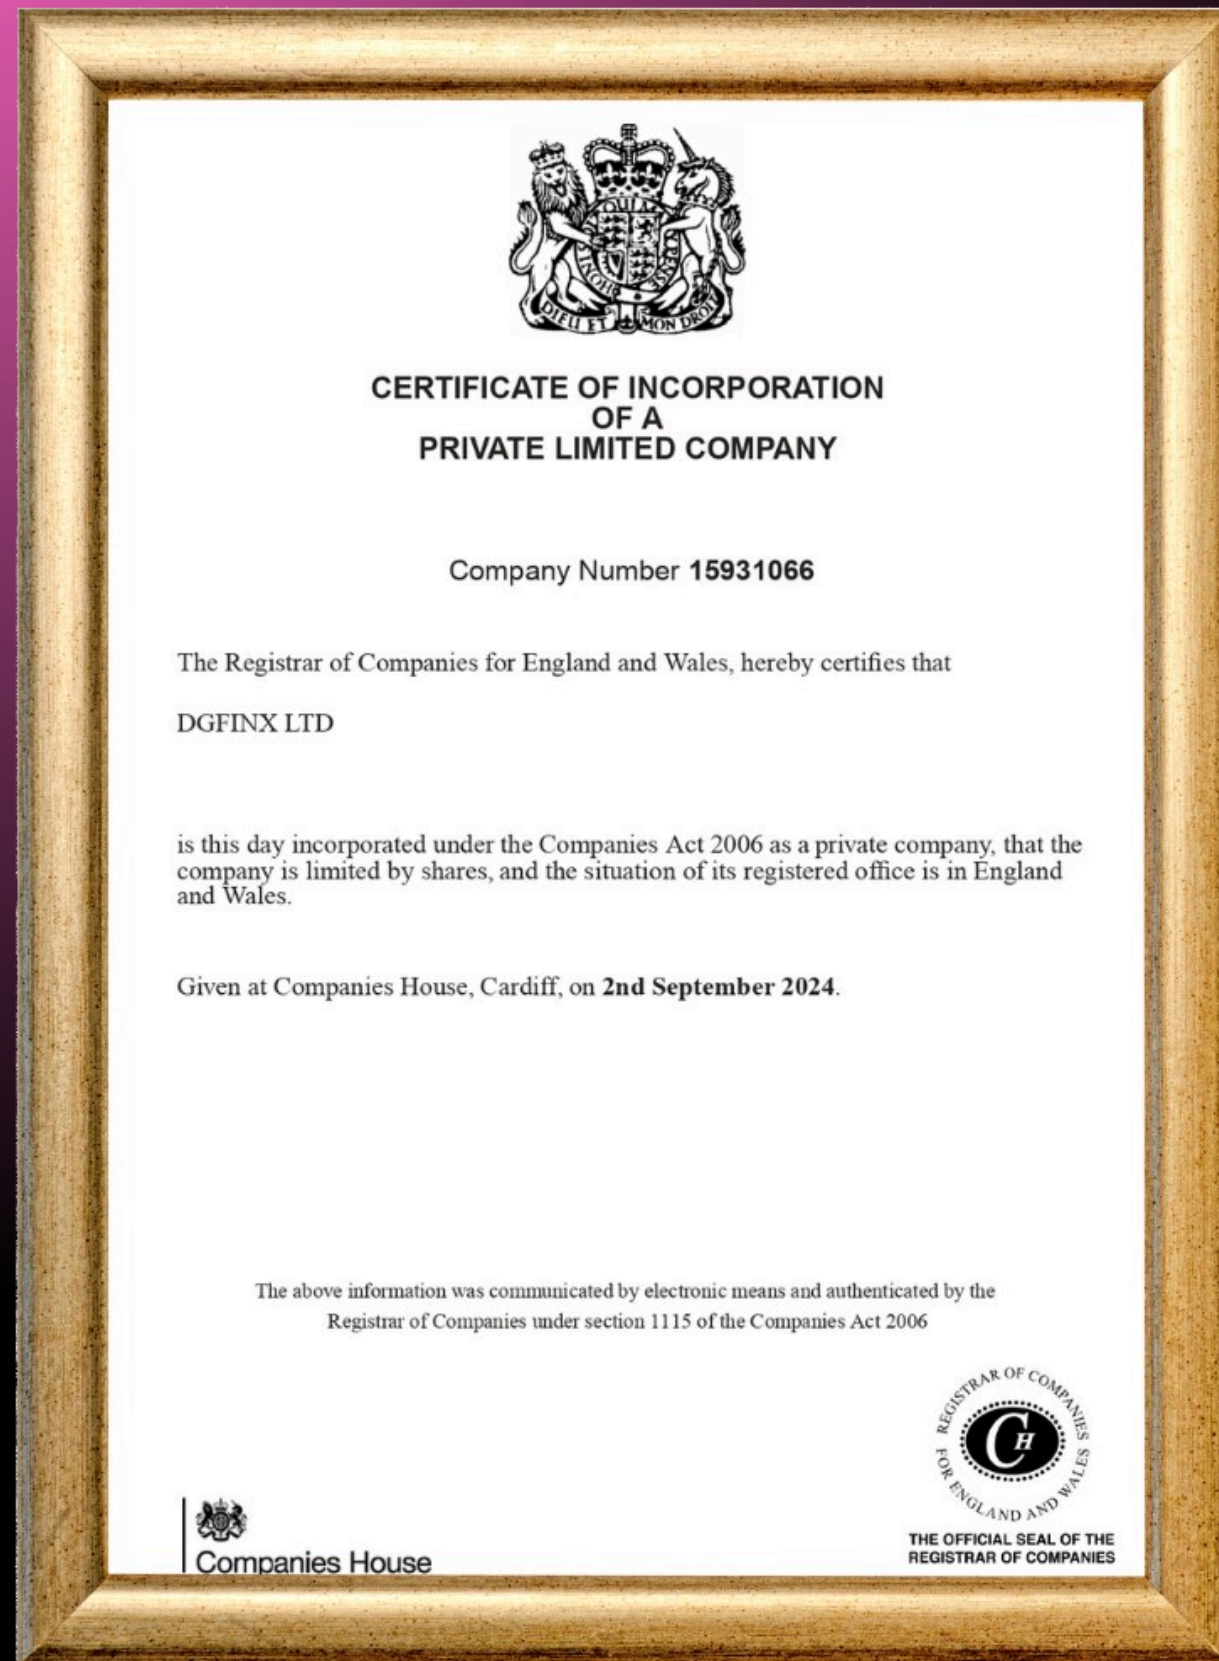 DIEU ET MON DROIT
CERTIFICATE OF INCORPORATION
OF A
PRIVATE LIMITED COMPANY
Company Number 15931066
The Registrar of Companies for England and Wales, hereby certifies that
DGFINX LTD
is this day incorporated under the Companies Act 2006 as a private company, that the
company is limited by shares, and the situation of its registered office is in England
and Wales.
Given at Companies House, Cardiff, on 2nd September 2024.
The above information was communicated by electronic means and authenticated by the
Registrar of Companies under section 1115 of the Companies Act 2006
REGISTRAR OF COMPANIES
FOR ENGLAND AND WALES
CH
THE OFFICIAL SEAL OF THE
REGISTRAR OF COMPANIES
Companies House